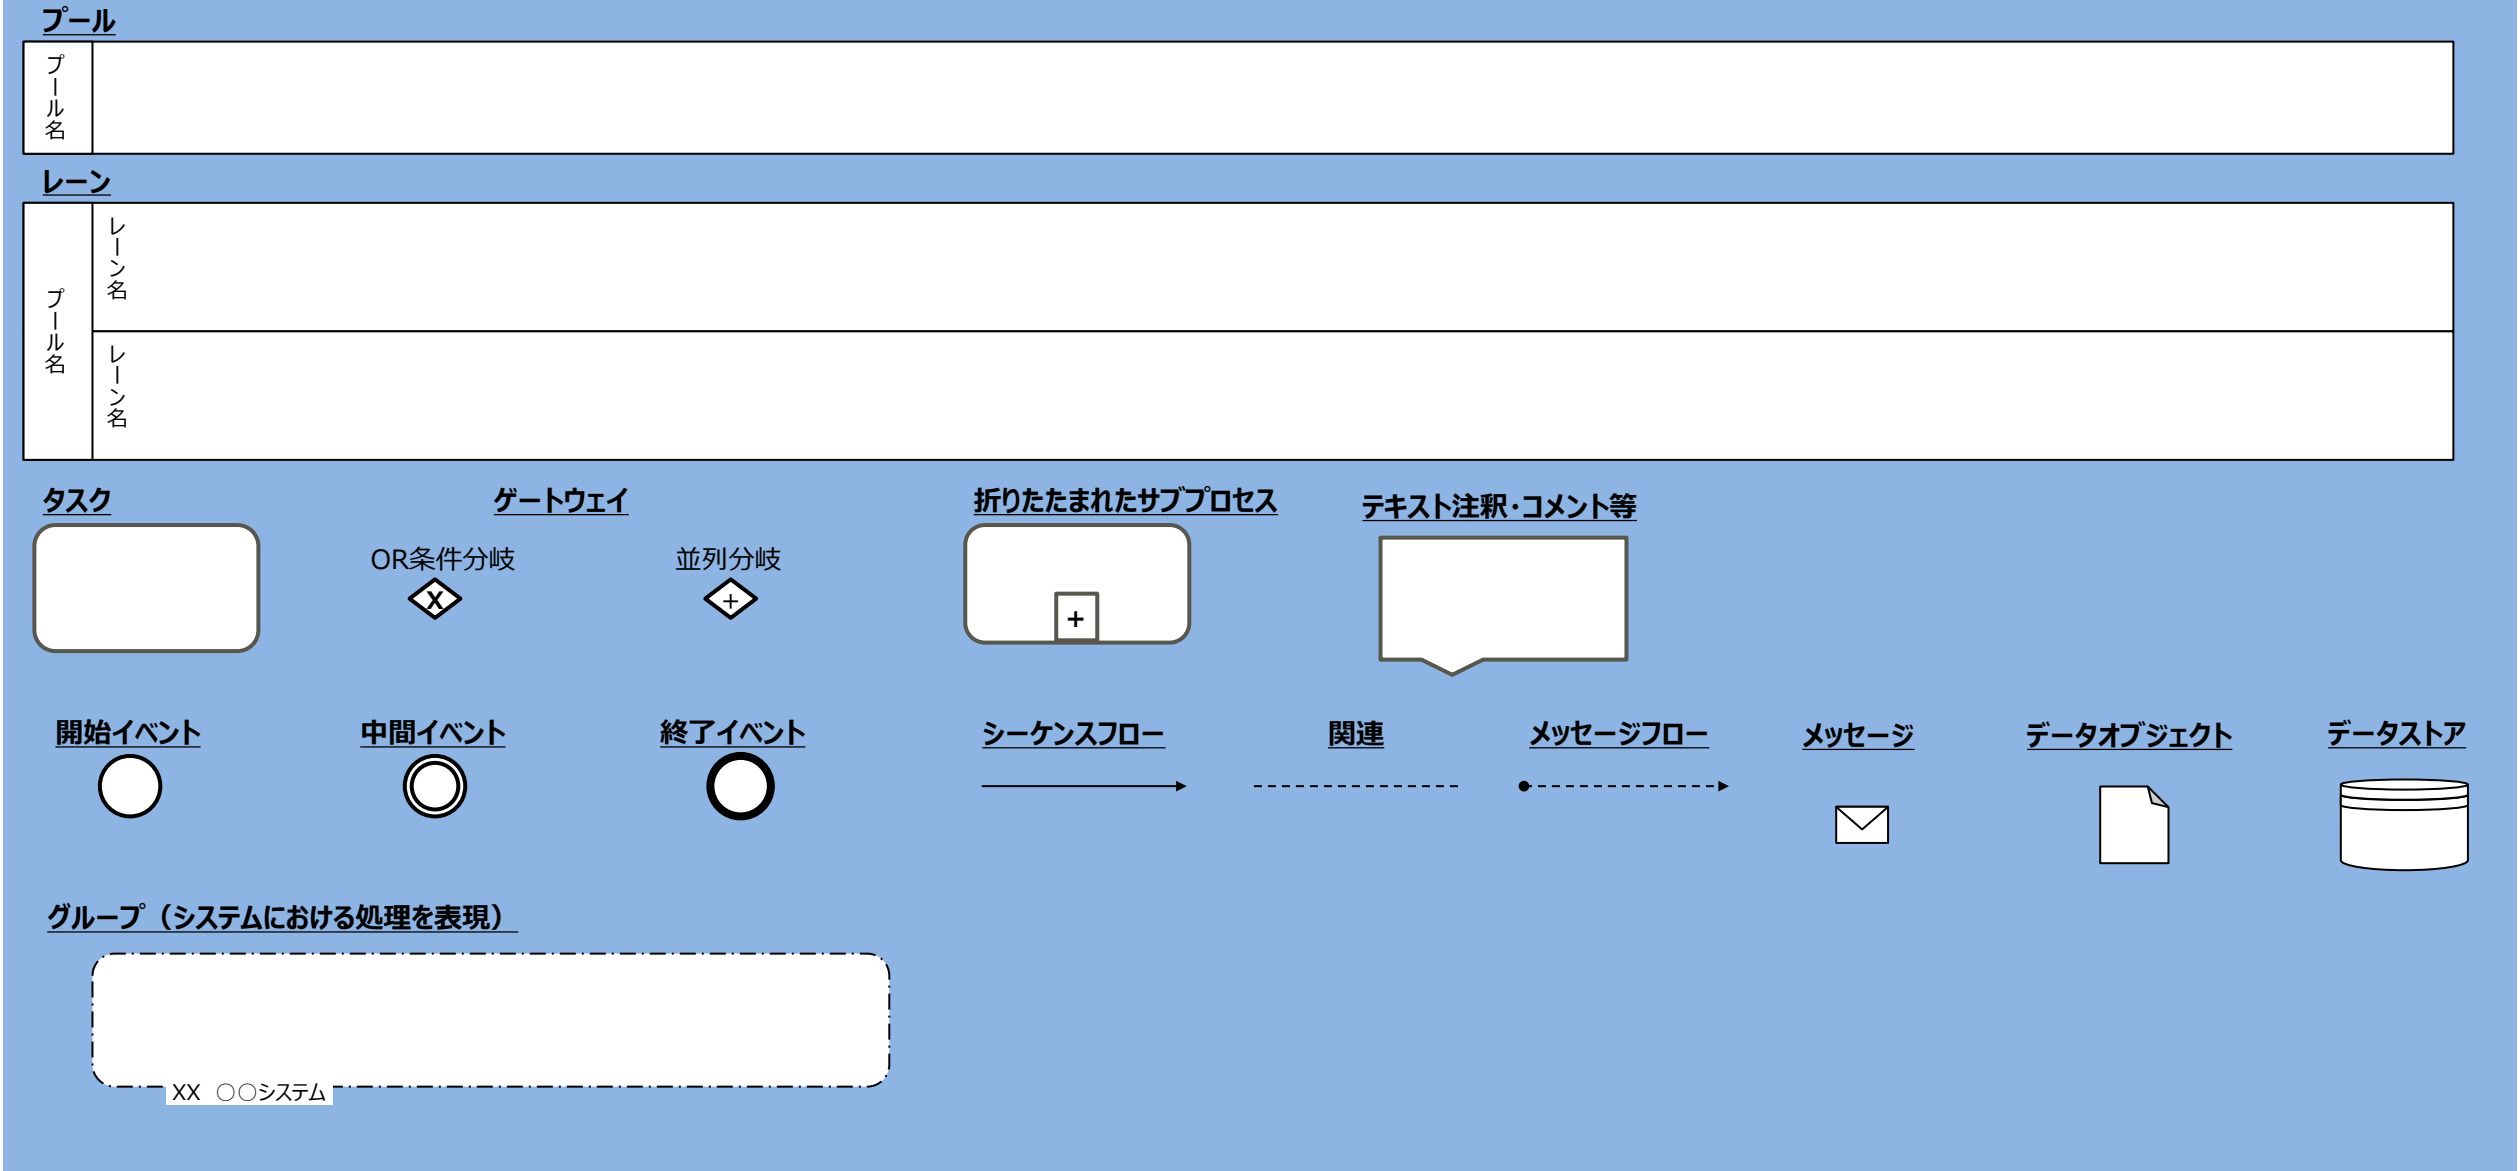 プール
プール名
レーン
プール名
レーン名
レーン名
タスク
ゲートウェイ
折りたたまれたサブプロセス
テキスト注釈・コメント等
OR条件分岐
並列分岐
X
+
+
開始イベント
中間イベント
終了イベント
シーケンスフロー
関連
メッセージフロー
メッセージ
データオブジェクト
データストア
グループ（システムにおける処理を表現）
XX　○○システム